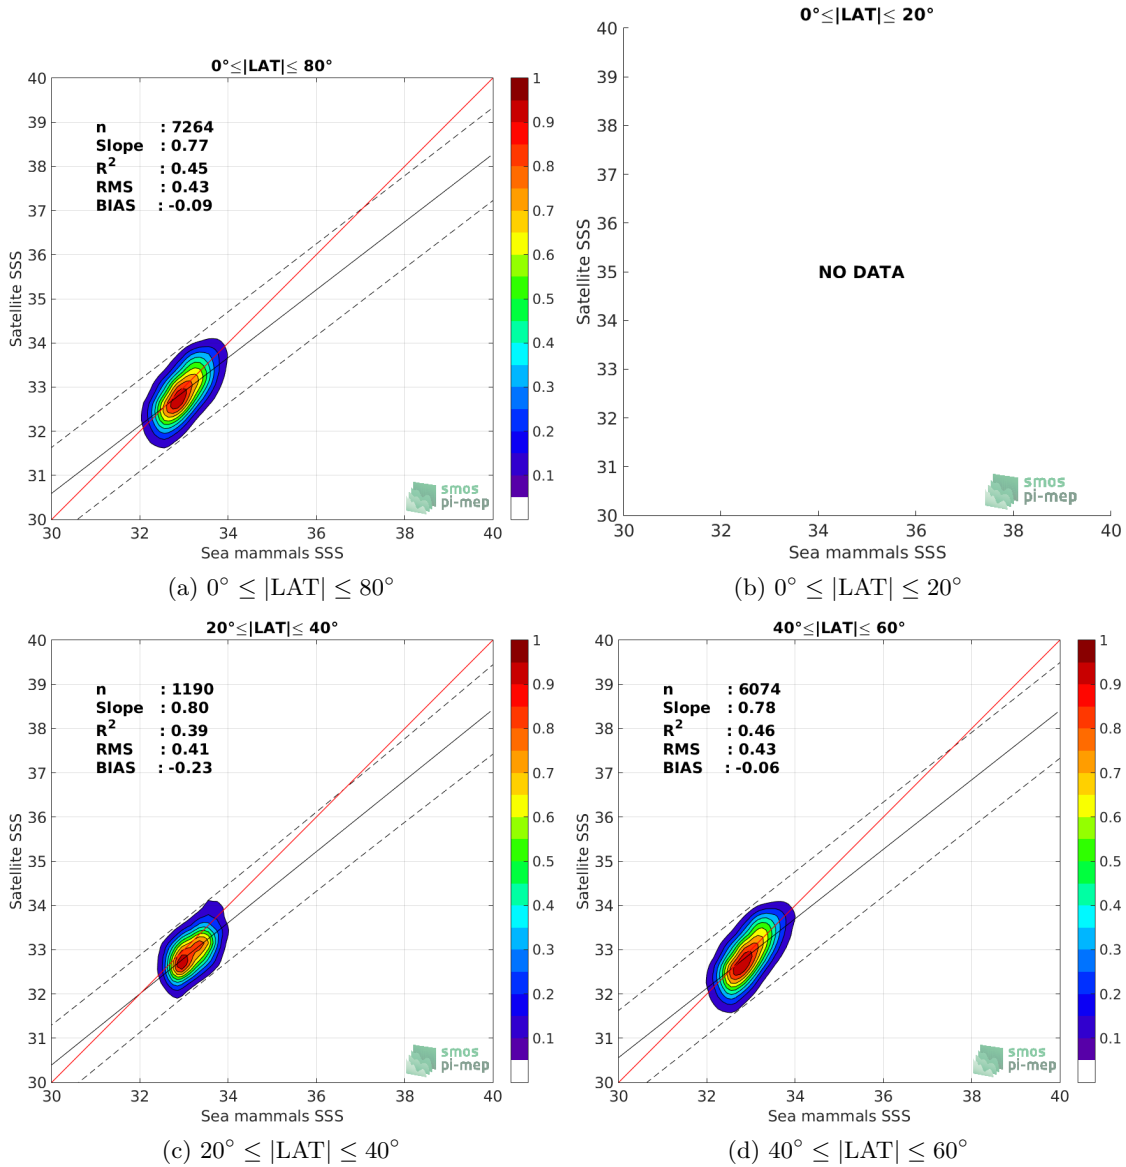 0°≤|LAT|≤ 80°
n : 7264
Slope : 0.77
R² : 0.45
RMS : 0.43
BIAS : -0.09
40
39
38
37
36
35
34
33
32
31
30
Satellite SSS
30 32 34 36 38 40
Sea mammals SSS
1
0.9
0.8
0.7
0.6
0.5
0.4
0.3
0.2
0.1
smos
pi-mep
(a) 0° ≤ |LAT| ≤ 80°
0°≤|LAT|≤ 20°
40
39
38
37
36
35
34
33
32
31
30
Satellite SSS
NO DATA
smos
pi-mep
30 32 34 36 38 40
Sea mammals SSS
(b) 0° ≤ |LAT| ≤ 20°
20°≤|LAT|≤ 40°
n : 1190
Slope : 0.80
R² : 0.39
RMS : 0.41
BIAS : -0.23
40
39
38
37
36
35
34
33
32
31
30
Satellite SSS
30 32 34 36 38 40
Sea mammals SSS
1
0.9
0.8
0.7
0.6
0.5
0.4
0.3
0.2
0.1
smos
pi-mep
(c) 20° ≤ |LAT| ≤ 40°
40°≤|LAT|≤ 60°
n : 6074
Slope : 0.78
R² : 0.46
RMS : 0.43
BIAS : -0.06
40
39
38
37
36
35
34
33
32
31
30
Satellite SSS
30 32 34 36 38 40
Sea mammals SSS
1
0.9
0.8
0.7
0.6
0.5
0.4
0.3
0.2
0.1
smos
pi-mep
(d) 40° ≤ |LAT| ≤ 60°